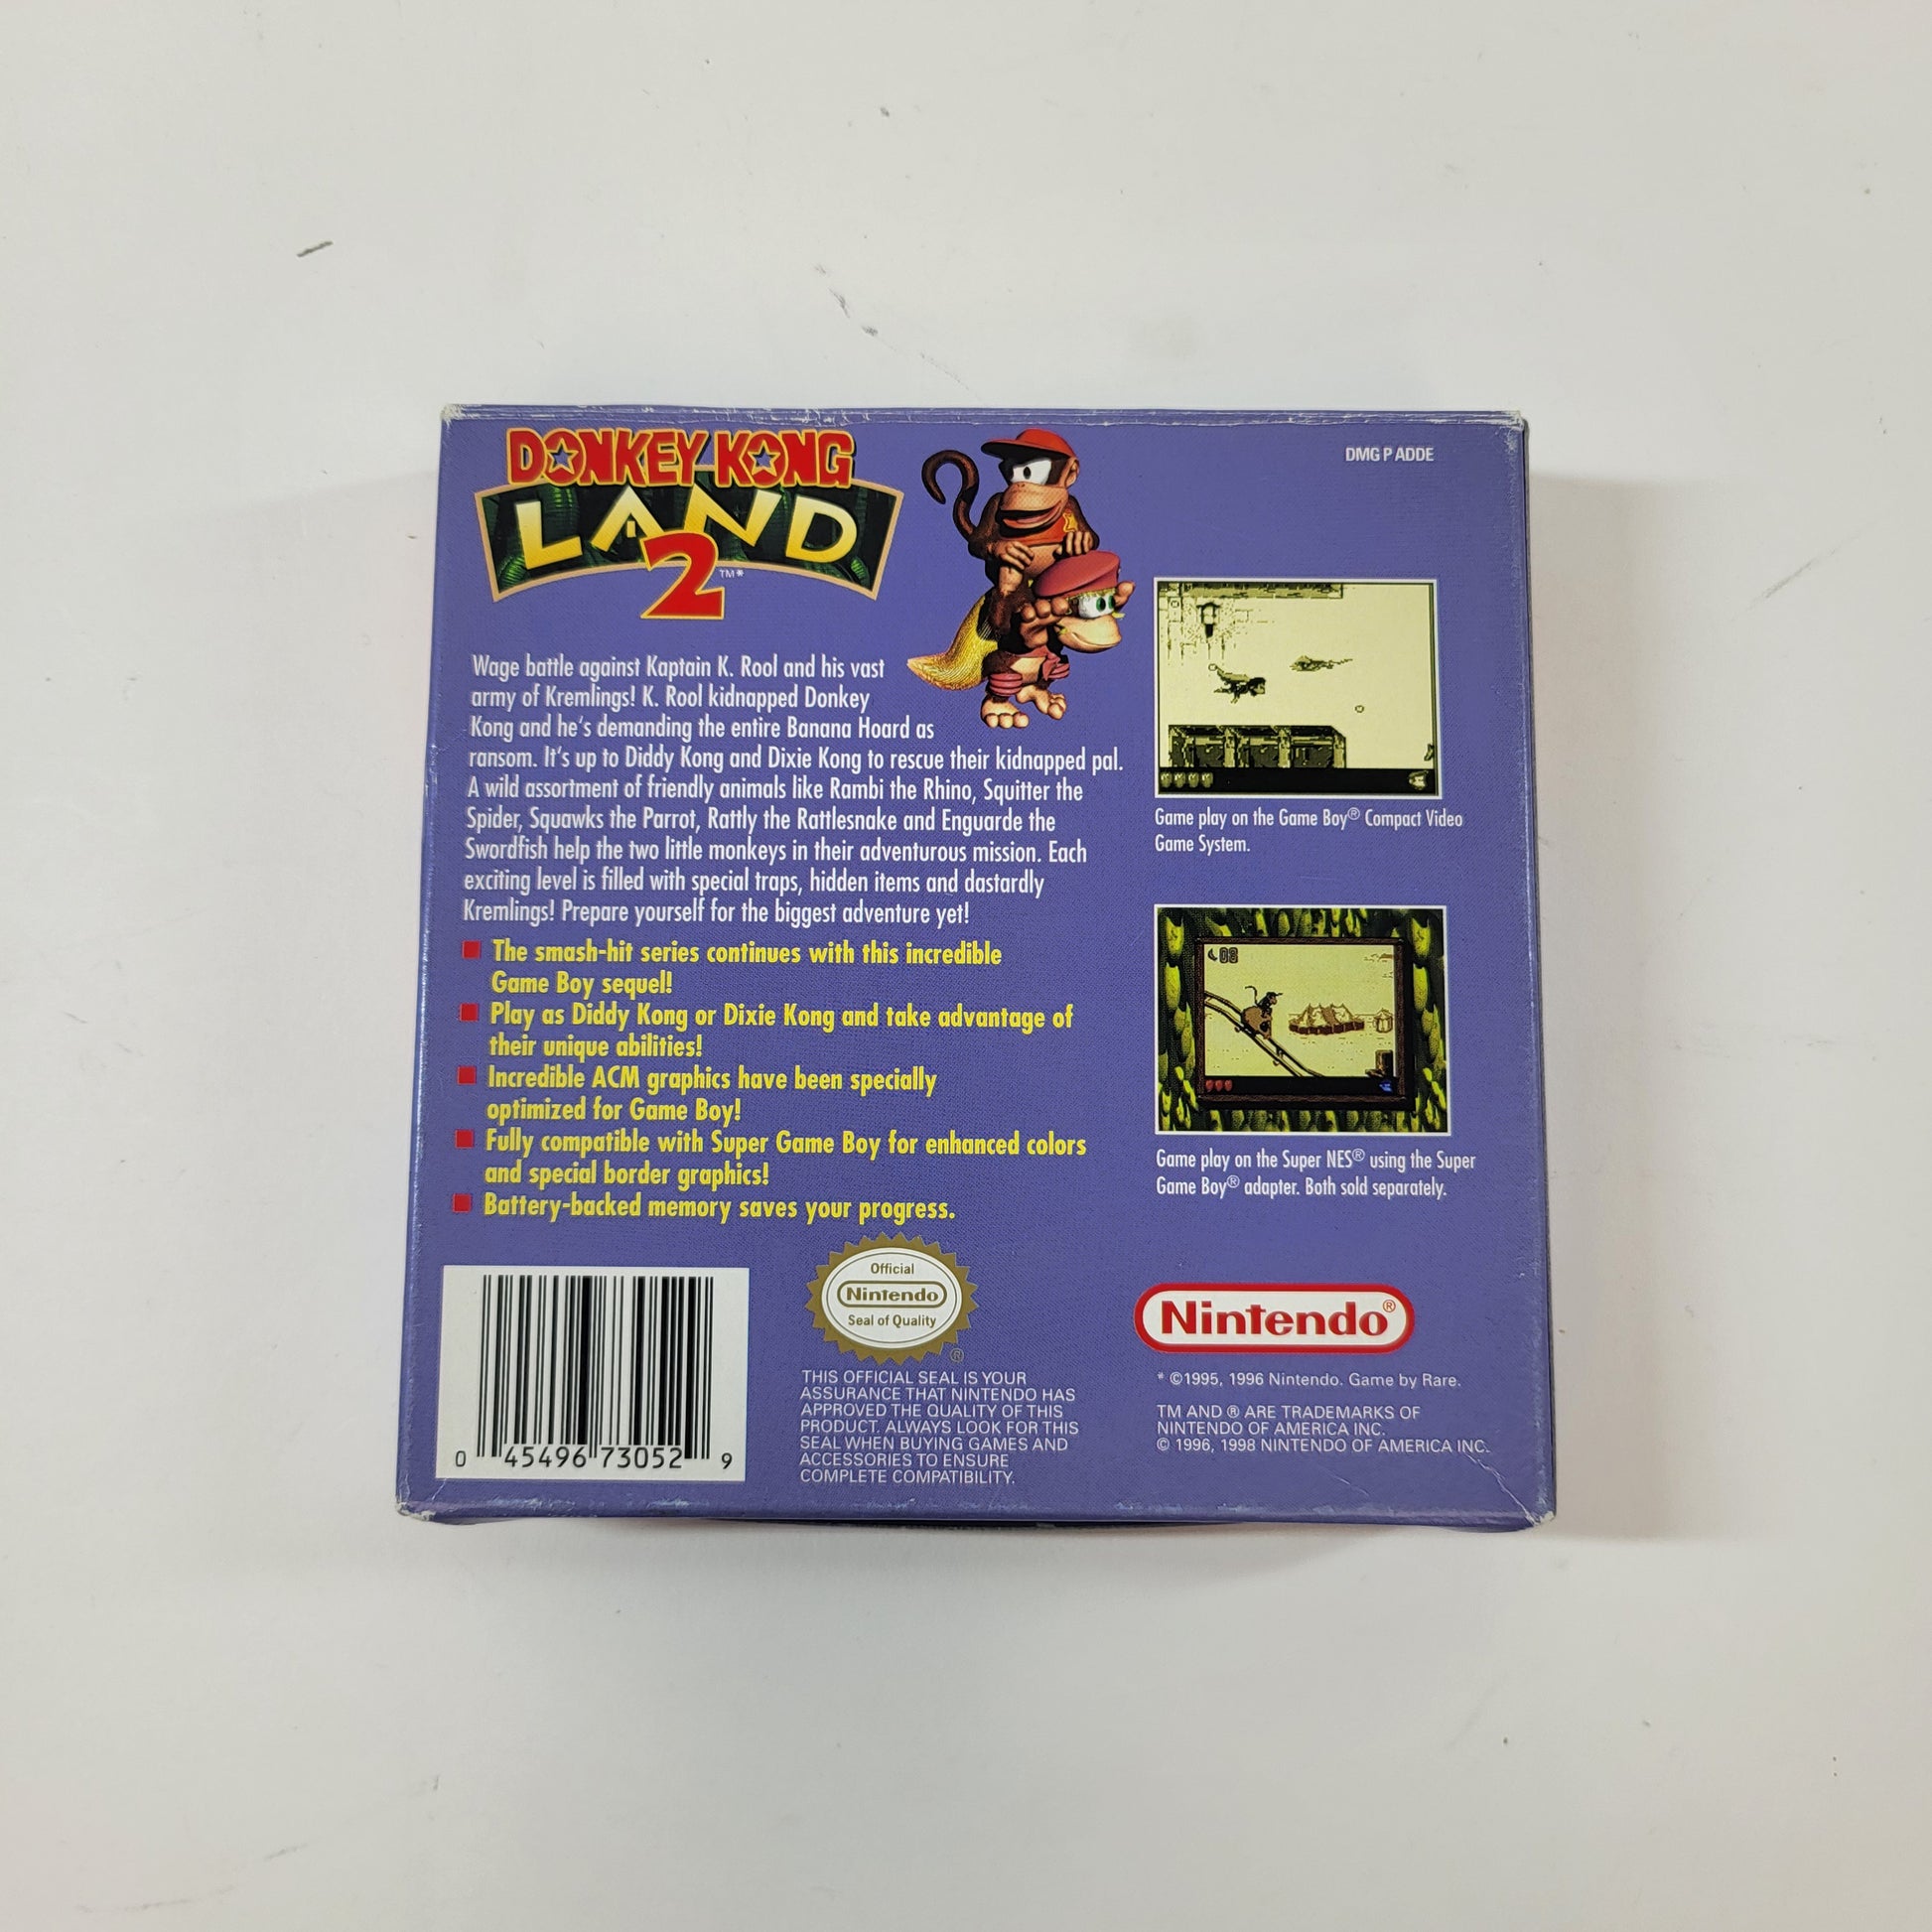 DONKEY KONG
LAND
2™*
DMG P ADDE
Wage battle against Kaptain K. Rool and his vast
army of Kremlings! K. Rool kidnapped Donkey
Kong and he's demanding the entire Banana Hoard as
ransom. It's up to Diddy Kong and Dixie Kong to rescue their kidnapped pal.
A wild assortment of friendly animals like Rambi the Rhino, Squitter the
Spider, Squawks the Parrot, Rattly the Rattlesnake and Enguarde the
Swordfish help the two little monkeys in their adventurous mission. Each
exciting level is filled with special traps, hidden items and dastardly
Kremlings! Prepare yourself for the biggest adventure yet!
■ The smash-hit series continues with this incredible
Game Boy sequel!
■ Play as Diddy Kong or Dixie Kong and take advantage of
their unique abilities!
■ Incredible ACM graphics have been specially
optimized for Game Boy!
■ Fully compatible with Super Game Boy for enhanced colors
and special border graphics!
■ Battery-backed memory saves your progress.
Game play on the Game Boy® Compact Video
Game System.
08
Game play on the Super NES® using the Super
Game Boy® adapter. Both sold separately.
0 45496 73052 9
Official
Nintendo
Seal of Quality
®
THIS OFFICIAL SEAL IS YOUR
ASSURANCE THAT NINTENDO HAS
APPROVED THE QUALITY OF THIS
PRODUCT. ALWAYS LOOK FOR THIS
SEAL WHEN BUYING GAMES AND
ACCESSORIES TO ENSURE
COMPLETE COMPATIBILITY.
Nintendo®
* ©1995, 1996 Nintendo. Game by Rare.
TM AND ® ARE TRADEMARKS OF
NINTENDO OF AMERICA INC.
© 1996, 1998 NINTENDO OF AMERICA INC.